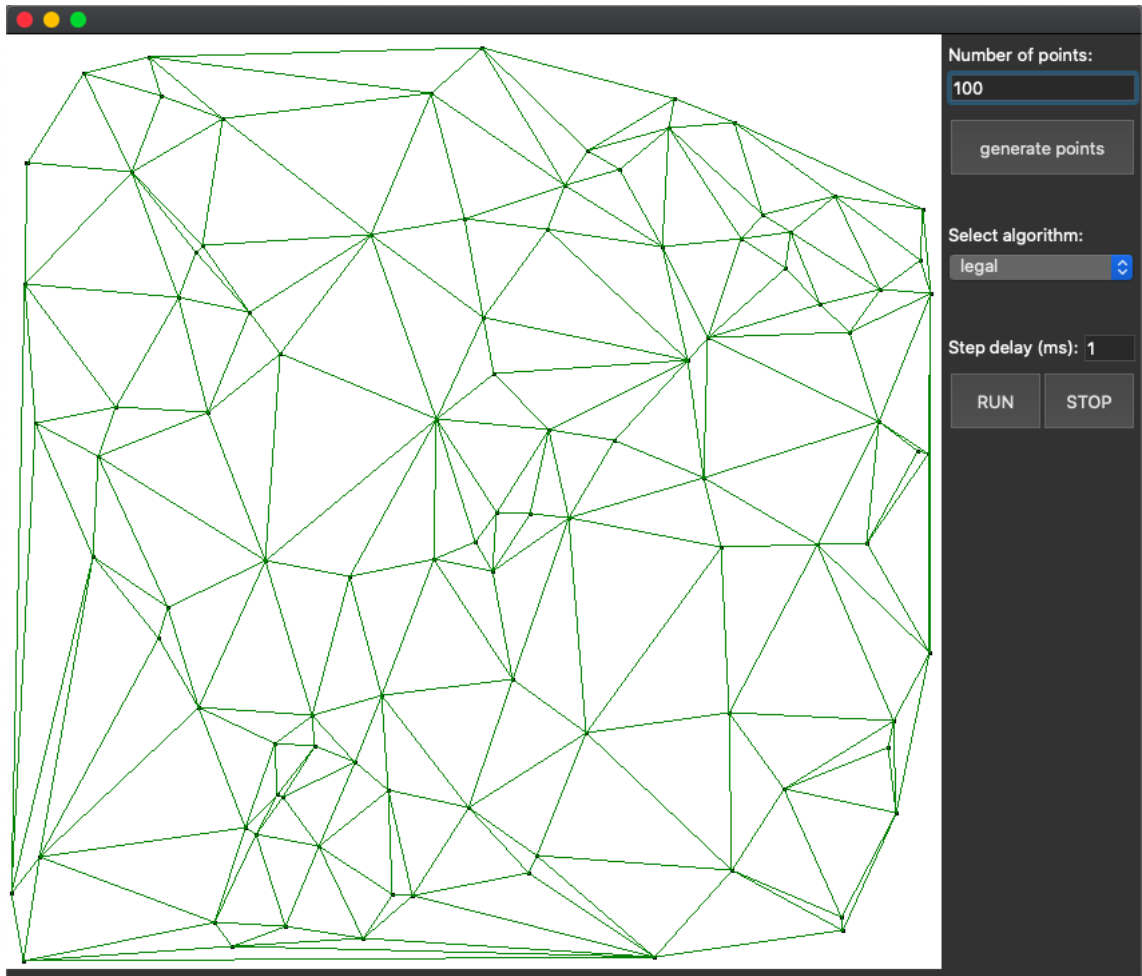 Number of points:
100
generate points
Select algorithm:
legal
Step delay (ms): 1
RUN STOP